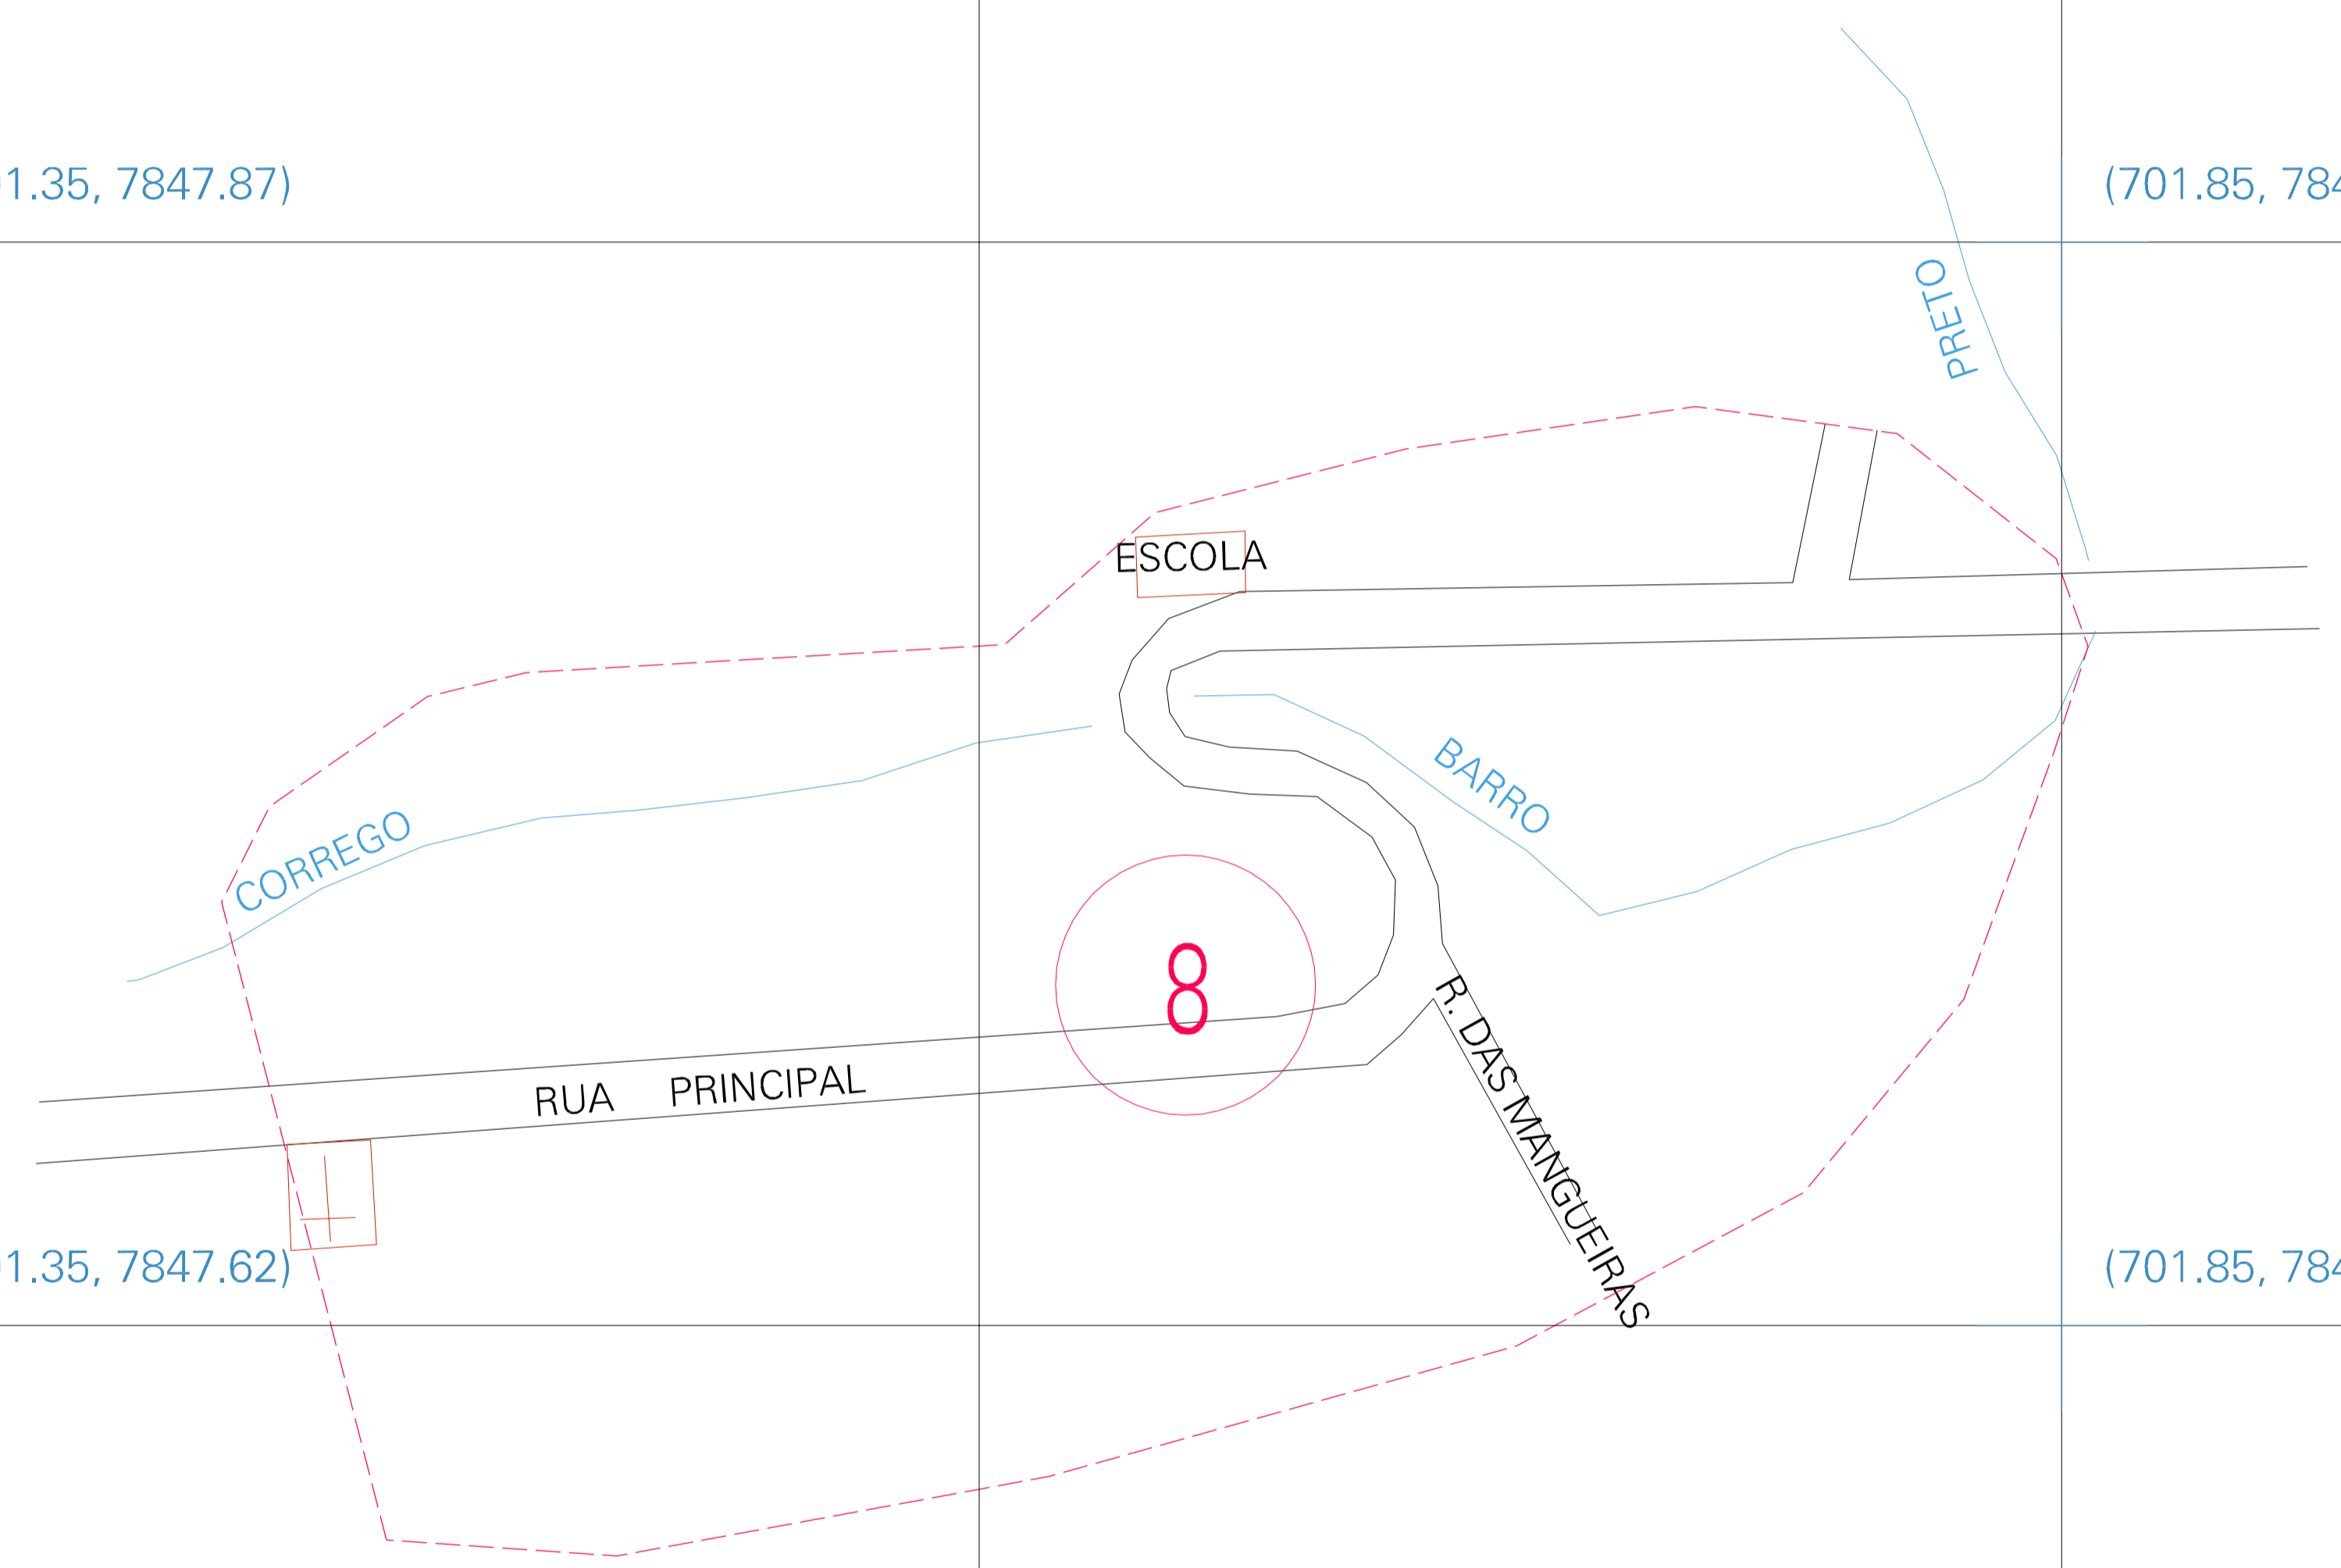 1.35, 7847.87)
(701.85, 784
PRETO
ESCOLA
BARRO
CORREGO
8
R. DAS MANGUEIRAS
RUA PRINCIPAL
1.35, 7847.62)
(701.85, 784